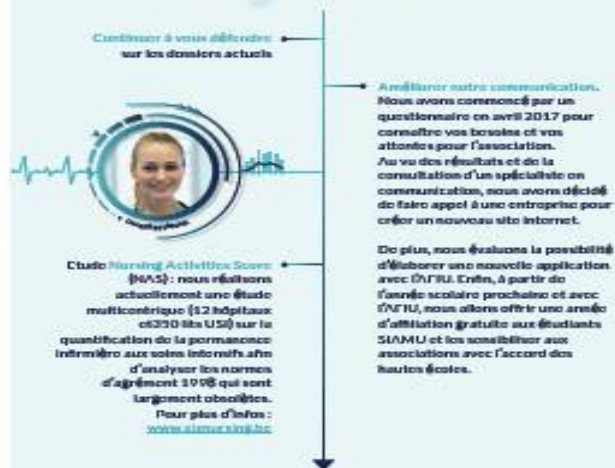 Continuer à vous défendre
sur les dossiers actuels
Améliorer notre communication.
Nous avons commencé par un
questionnaire en avril 2017 pour
connaître vos besoins et vos
attentes pour l'association.
Au vu des résultats et de la
consultation d'un spécialiste en
communication, nous avons décidé
de faire appel à une entreprise pour
créer un nouveau site internet.
De plus, nous évaluons la possibilité
d'élaborer une nouvelle application
avec l'AFIU. Enfin, à partir de
l'année scolaire prochaine et avec
l'AFIU, nous allons offrir une année
d'affiliation gratuite aux étudiants
SIAMU et les sensibiliser aux
associations avec l'accord des
hautes écoles.
Etude Nursing Activities Score
(NAS) : nous réalisons
actuellement une étude
multicentrique (12 hôpitaux
et 350 lits USI) sur la
quantification de la permanence
infirmière aux soins intensifs afin
d'analyser les normes
d'agrément 1998 qui sont
largement obsolètes.
Pour plus d'infos :
www.siznursing.be